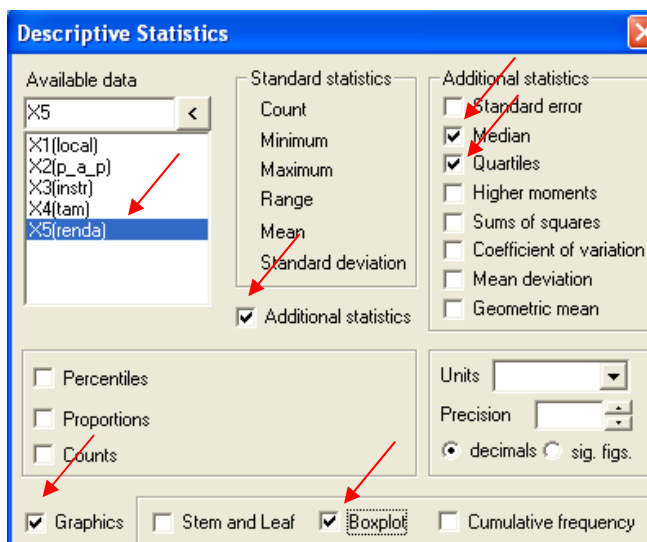 Descriptive Statistics
Available data
X5
<
X1(local)
X2(p_a_p)
X3(instr)
X4(tam)
X5(renda)
Standard statistics
Count
Minimum
Maximum
Range
Mean
Standard deviation
Additional statistics
Additional statistics
Standard error
Median
Quartiles
Higher moments
Sums of squares
Coefficient of variation
Mean deviation
Geometric mean
Percentiles
Proportions
Counts
Units
Precision
decimals
sig. figs.
Graphics
Stem and Leaf
Boxplot
Cumulative frequency